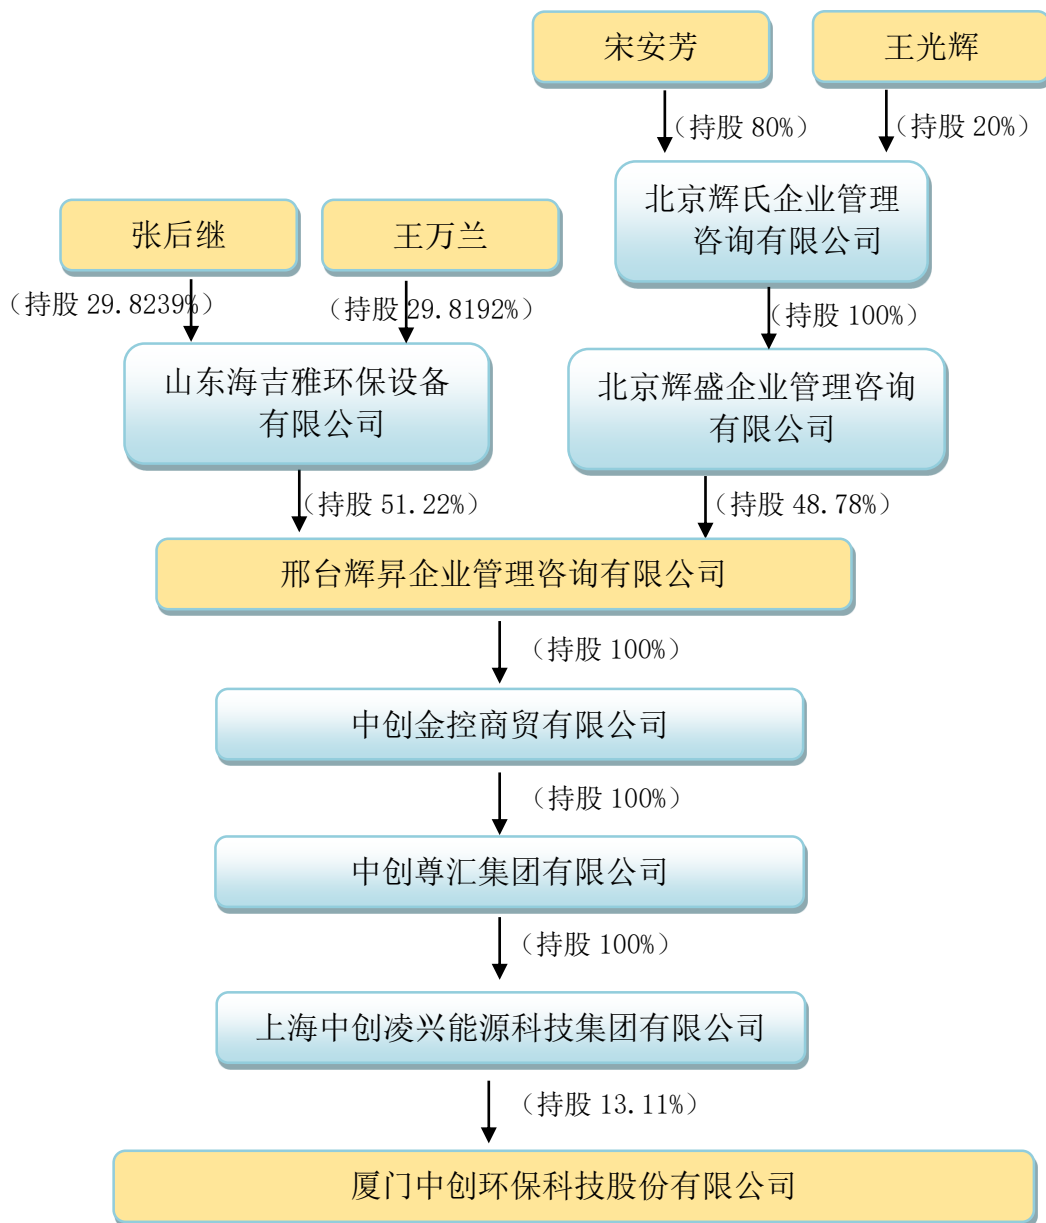 宋安芳
王光辉
（持股 80%）
（持股 20%）
北京辉氏企业管理
咨询有限公司
张后继
王万兰
（持股 29.8239%）
（持股 29.8192%）
（持股 100%）
山东海吉雅环保设备
有限公司
北京辉盛企业管理咨询
有限公司
（持股 51.22%）
（持股 48.78%）
邢台辉昇企业管理咨询有限公司
（持股 100%）
中创金控商贸有限公司
（持股 100%）
中创尊汇集团有限公司
（持股 100%）
上海中创凌兴能源科技集团有限公司
（持股 13.11%）
厦门中创环保科技股份有限公司